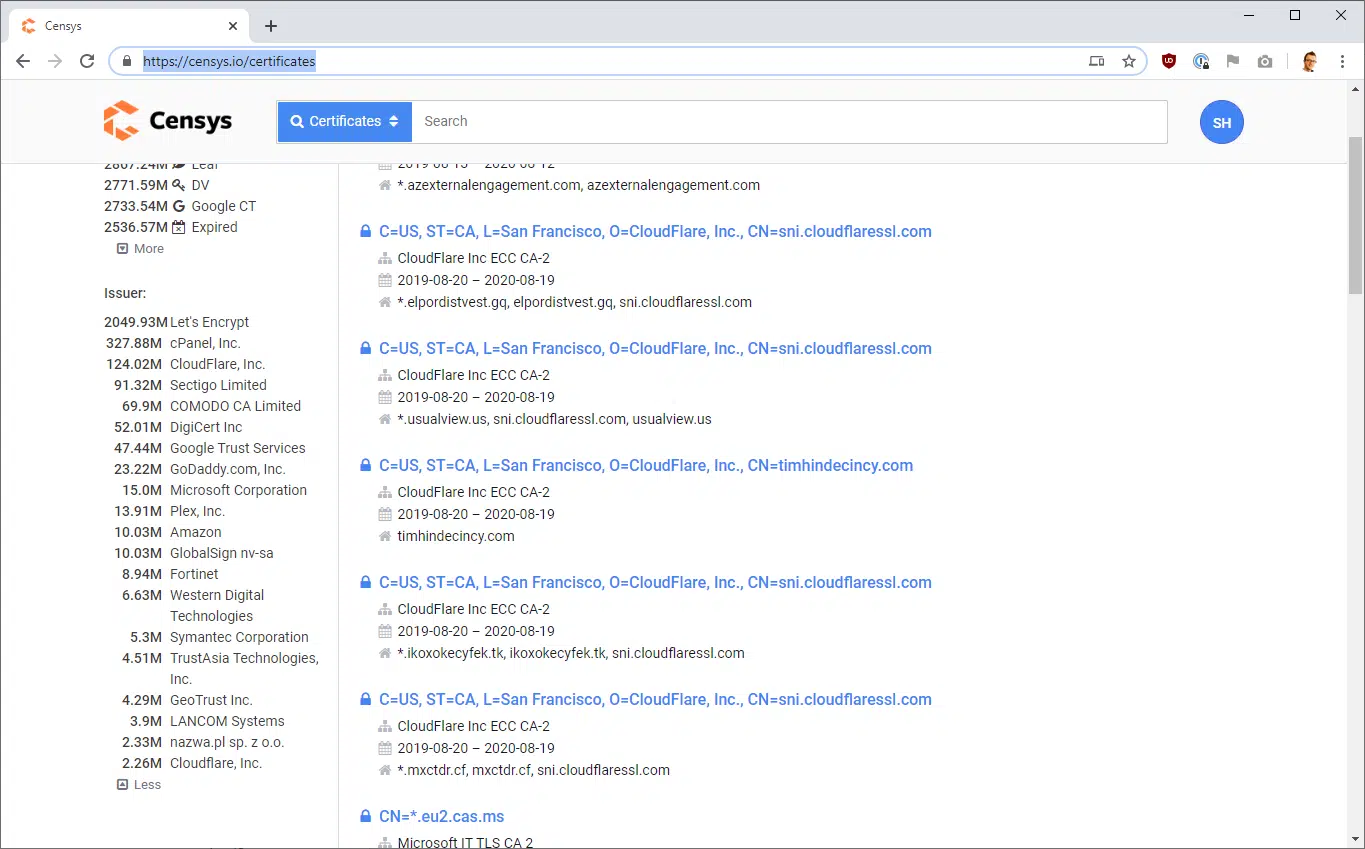 Censys
https://censys.io/certificates
Censys
Certificates
Search
SH
2867.24M Leaf
2771.59M DV
2733.54M Google CT
2536.57M Expired
More
Issuer:
2049.93M Let's Encrypt
327.88M cPanel, Inc.
124.02M CloudFlare, Inc.
91.32M Sectigo Limited
69.9M COMODO CA Limited
52.01M DigiCert Inc
47.44M Google Trust Services
23.22M GoDaddy.com, Inc.
15.0M Microsoft Corporation
13.91M Plex, Inc.
10.03M Amazon
10.03M GlobalSign nv-sa
8.94M Fortinet
6.63M Western Digital
Technologies
5.3M Symantec Corporation
4.51M TrustAsia Technologies,
Inc.
4.29M GeoTrust Inc.
3.9M LANCOM Systems
2.33M nazwa.pl sp. z o.o.
2.26M Cloudflare, Inc.
Less
2019-08-13 – 2020-08-12
*.azexternalengagement.com, azexternalengagement.com
C=US, ST=CA, L=San Francisco, O=CloudFlare, Inc., CN=sni.cloudflaressl.com
CloudFlare Inc ECC CA-2
2019-08-20 – 2020-08-19
*.elpordistvest.gq, elpordistvest.gq, sni.cloudflaressl.com
C=US, ST=CA, L=San Francisco, O=CloudFlare, Inc., CN=sni.cloudflaressl.com
CloudFlare Inc ECC CA-2
2019-08-20 – 2020-08-19
*.usualview.us, sni.cloudflaressl.com, usualview.us
C=US, ST=CA, L=San Francisco, O=CloudFlare, Inc., CN=timhindecincy.com
CloudFlare Inc ECC CA-2
2019-08-20 – 2020-08-19
timhindecincy.com
C=US, ST=CA, L=San Francisco, O=CloudFlare, Inc., CN=sni.cloudflaressl.com
CloudFlare Inc ECC CA-2
2019-08-20 – 2020-08-19
*.ikoxokecyfek.tk, ikoxokecyfek.tk, sni.cloudflaressl.com
C=US, ST=CA, L=San Francisco, O=CloudFlare, Inc., CN=sni.cloudflaressl.com
CloudFlare Inc ECC CA-2
2019-08-20 – 2020-08-19
*.mxctdr.cf, mxctdr.cf, sni.cloudflaressl.com
CN=*.eu2.cas.ms
Microsoft IT TLS CA 2